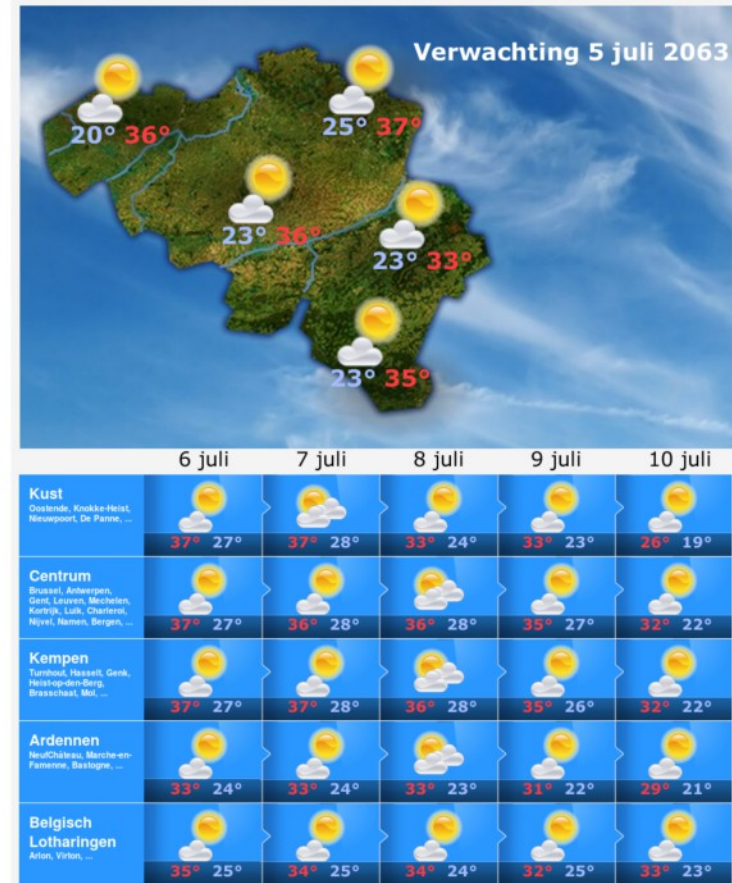 Verwachting 5 juli 2063
20° 36°
25° 37°
23° 36°
23° 33°
23° 35°
6 juli 7 juli 8 juli 9 juli 10 juli
Kust
Oostende, Knokke-Heist,
Nieuwpoort, De Panne, ...
37° 27° 37° 28° 33° 24° 33° 23° 26° 19°
Centrum
Brussel, Antwerpen,
Gent, Leuven, Mechelen,
Kortrijk, Luik, Charleroi,
Nijvel, Namen, Bergen, ...
37° 27° 36° 28° 36° 28° 35° 27° 32° 22°
Kempen
Turnhout, Hasselt, Genk,
Heist-op-den-Berg,
Brasschaat, Mol, ...
37° 27° 37° 28° 36° 28° 35° 26° 32° 22°
Ardennen
NeufChâteau, Marche-en-
Famenne, Bastogne, ...
33° 24° 33° 24° 33° 23° 31° 22° 29° 21°
Belgisch
Lotharingen
Arlon, Virton, ...
35° 25° 34° 25° 34° 24° 32° 25° 33° 23°